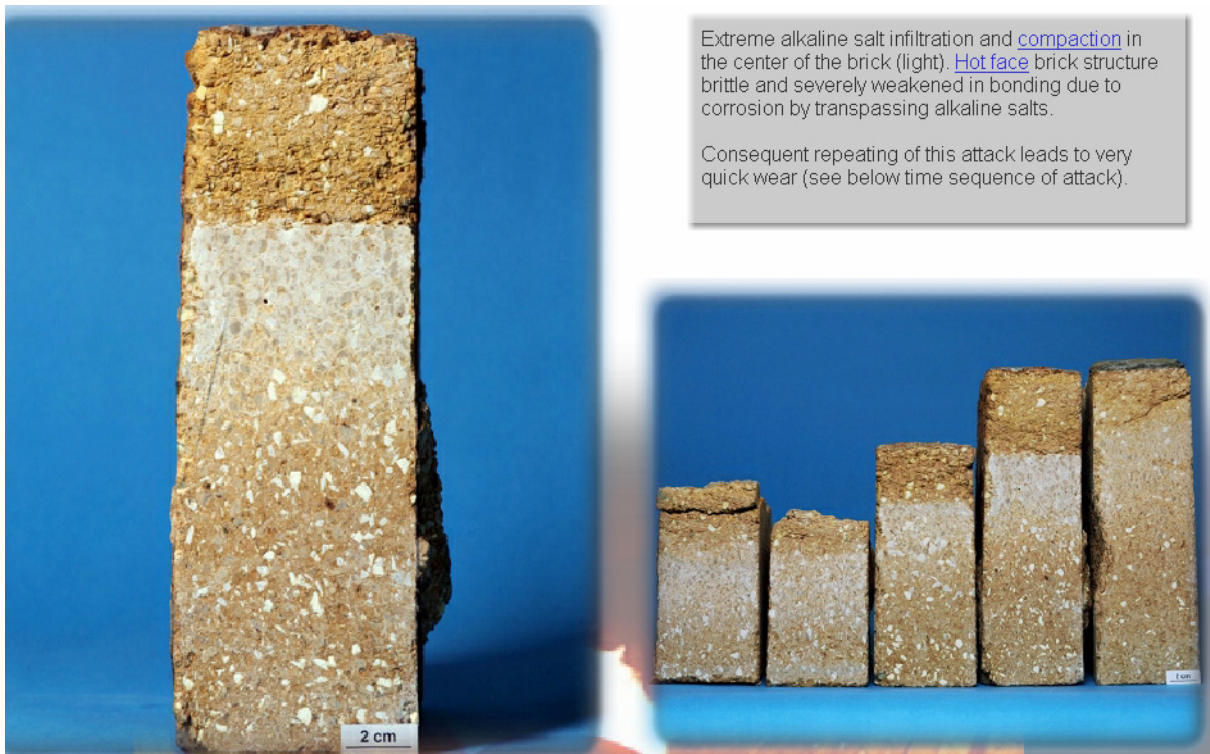 Extreme alkaline salt infiltration and compaction in
the center of the brick (light). Hot face brick structure
brittle and severely weakened in bonding due to
corrosion by transpassing alkaline salts.
Consequent repeating of this attack leads to very
quick wear (see below time sequence of attack).
2 cm